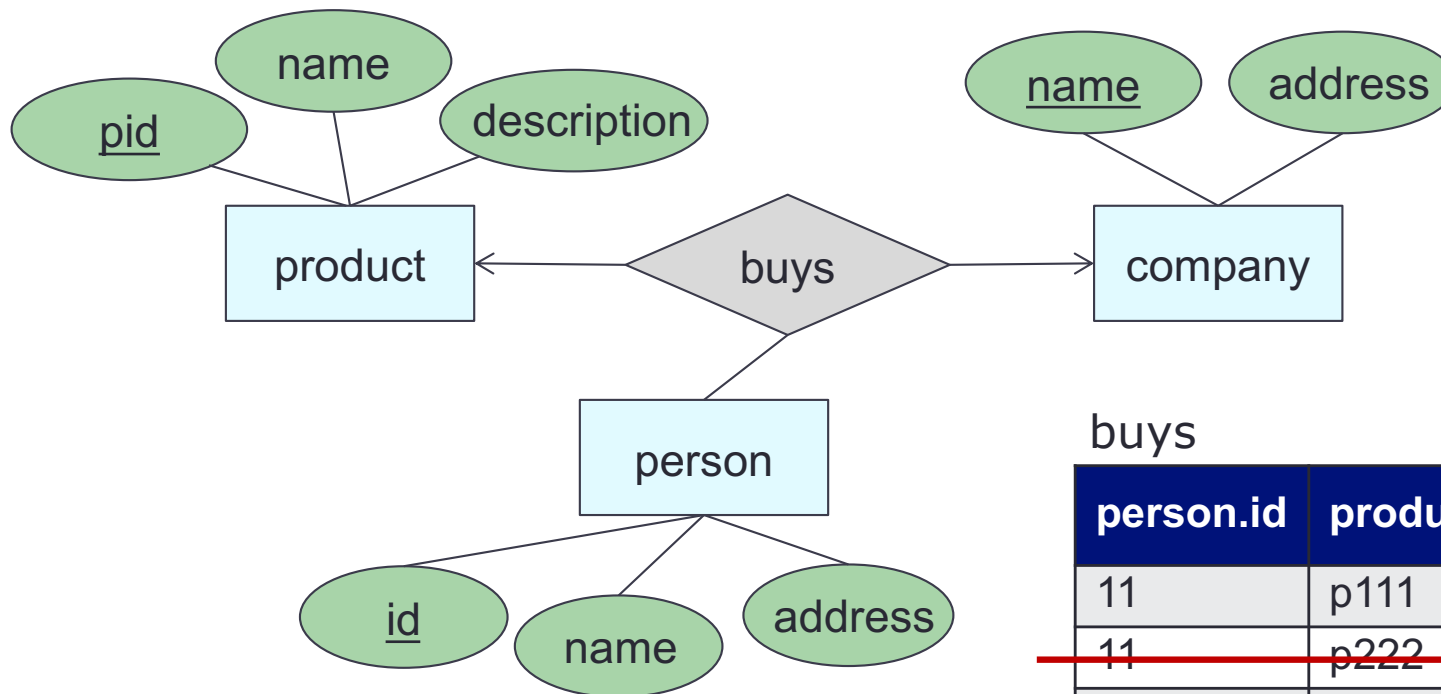 name
name
address
pid
description
product
buys
company
person
buys
person.id
11
p111
id
address
name
11
p222